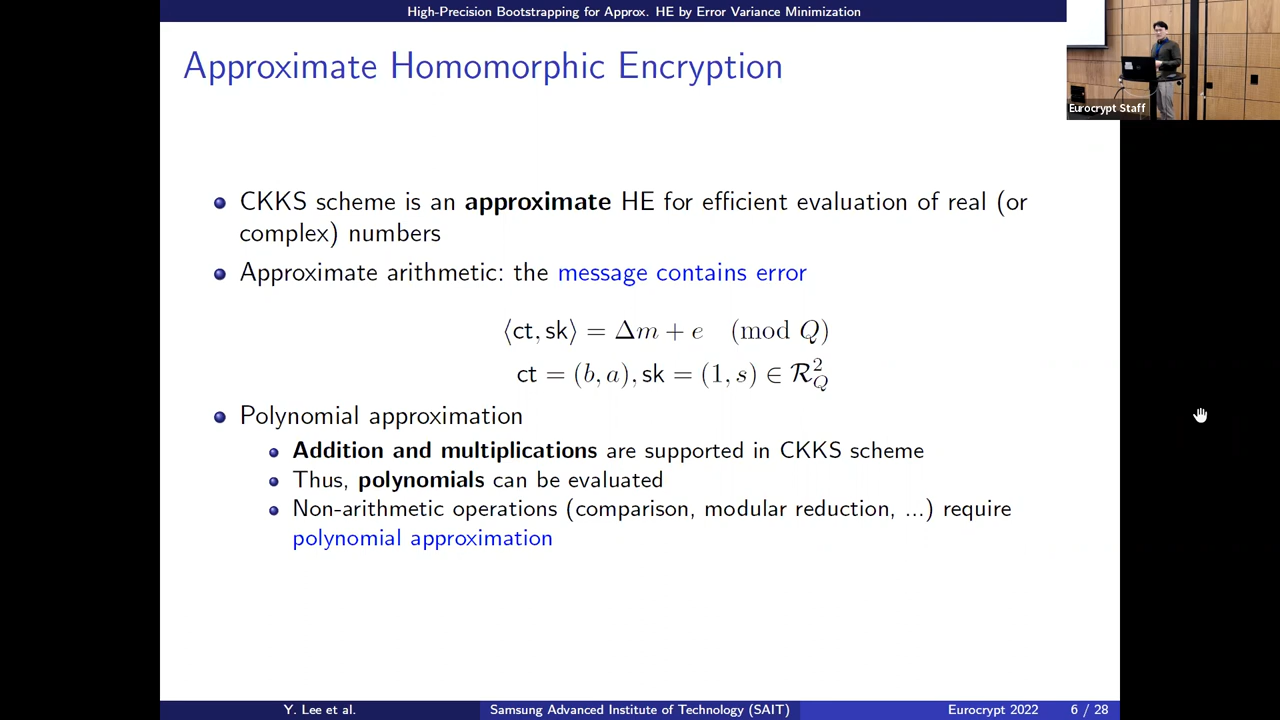 High-Precision Bootstrapping for Approx. HE by Error Variance Minimization
Approximate Homomorphic Encryption
Eurocrypt Staff
CKKS scheme is an approximate HE for efficient evaluation of real (or
complex) numbers
Approximate arithmetic: the message contains error
⟨ct, sk⟩ = Δm + e (mod Q)
ct = (b, a), sk = (1, s) ∈ ℛ_Q^2
Polynomial approximation
Addition and multiplications are supported in CKKS scheme
Thus, polynomials can be evaluated
Non-arithmetic operations (comparison, modular reduction, ...) require
polynomial approximation
Y. Lee et al.
Samsung Advanced Institute of Technology (SAIT)
Eurocrypt 2022
6 / 28